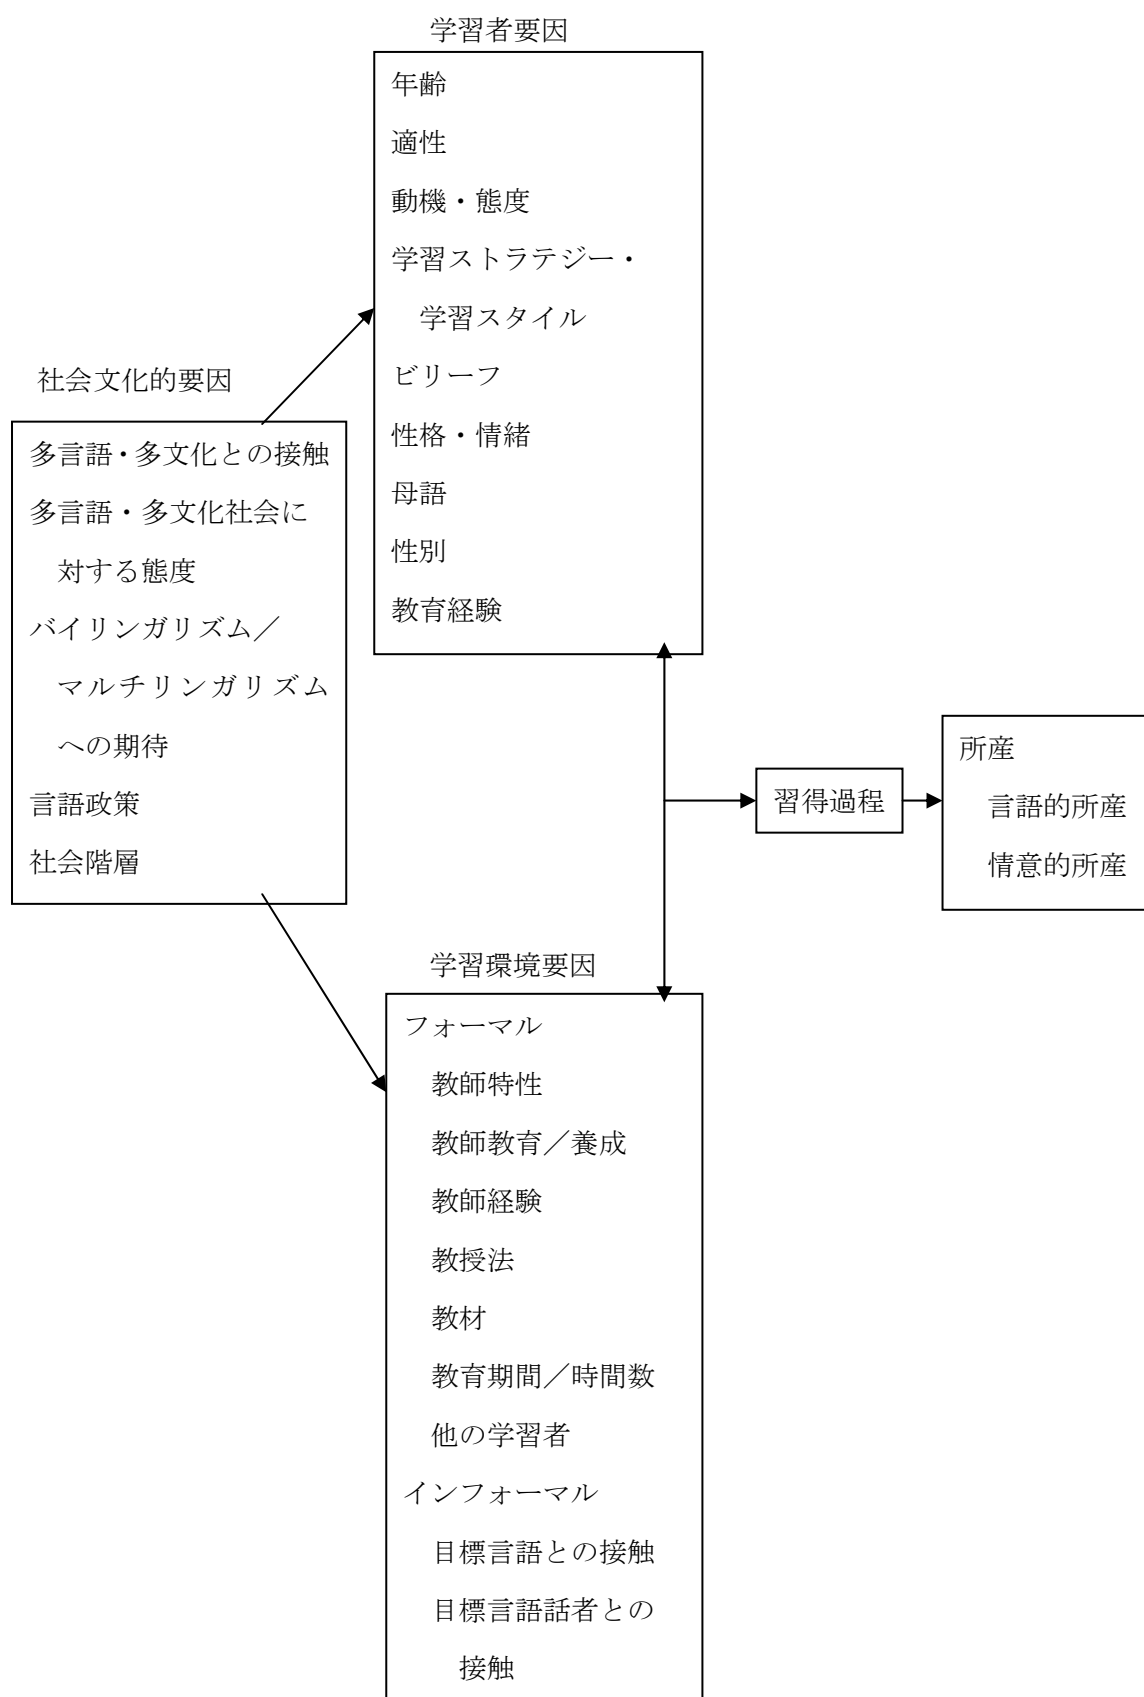 学習者要因
年齢
適性
動機・態度
学習ストラテジー・
学習スタイル
ビリーフ
性格・情緒
母語
性別
教育経験
社会文化的要因
多言語・多文化との接触
多言語・多文化社会に
対する態度
バイリンガリズム／
マルチリンガリズム
への期待
言語政策
社会階層
習得過程
所産
言語的所産
情意的所産
学習環境要因
フォーマル
教師特性
教師教育／養成
教師経験
教授法
教材
教育期間／時間数
他の学習者
インフォーマル
目標言語との接触
目標言語話者との
接触